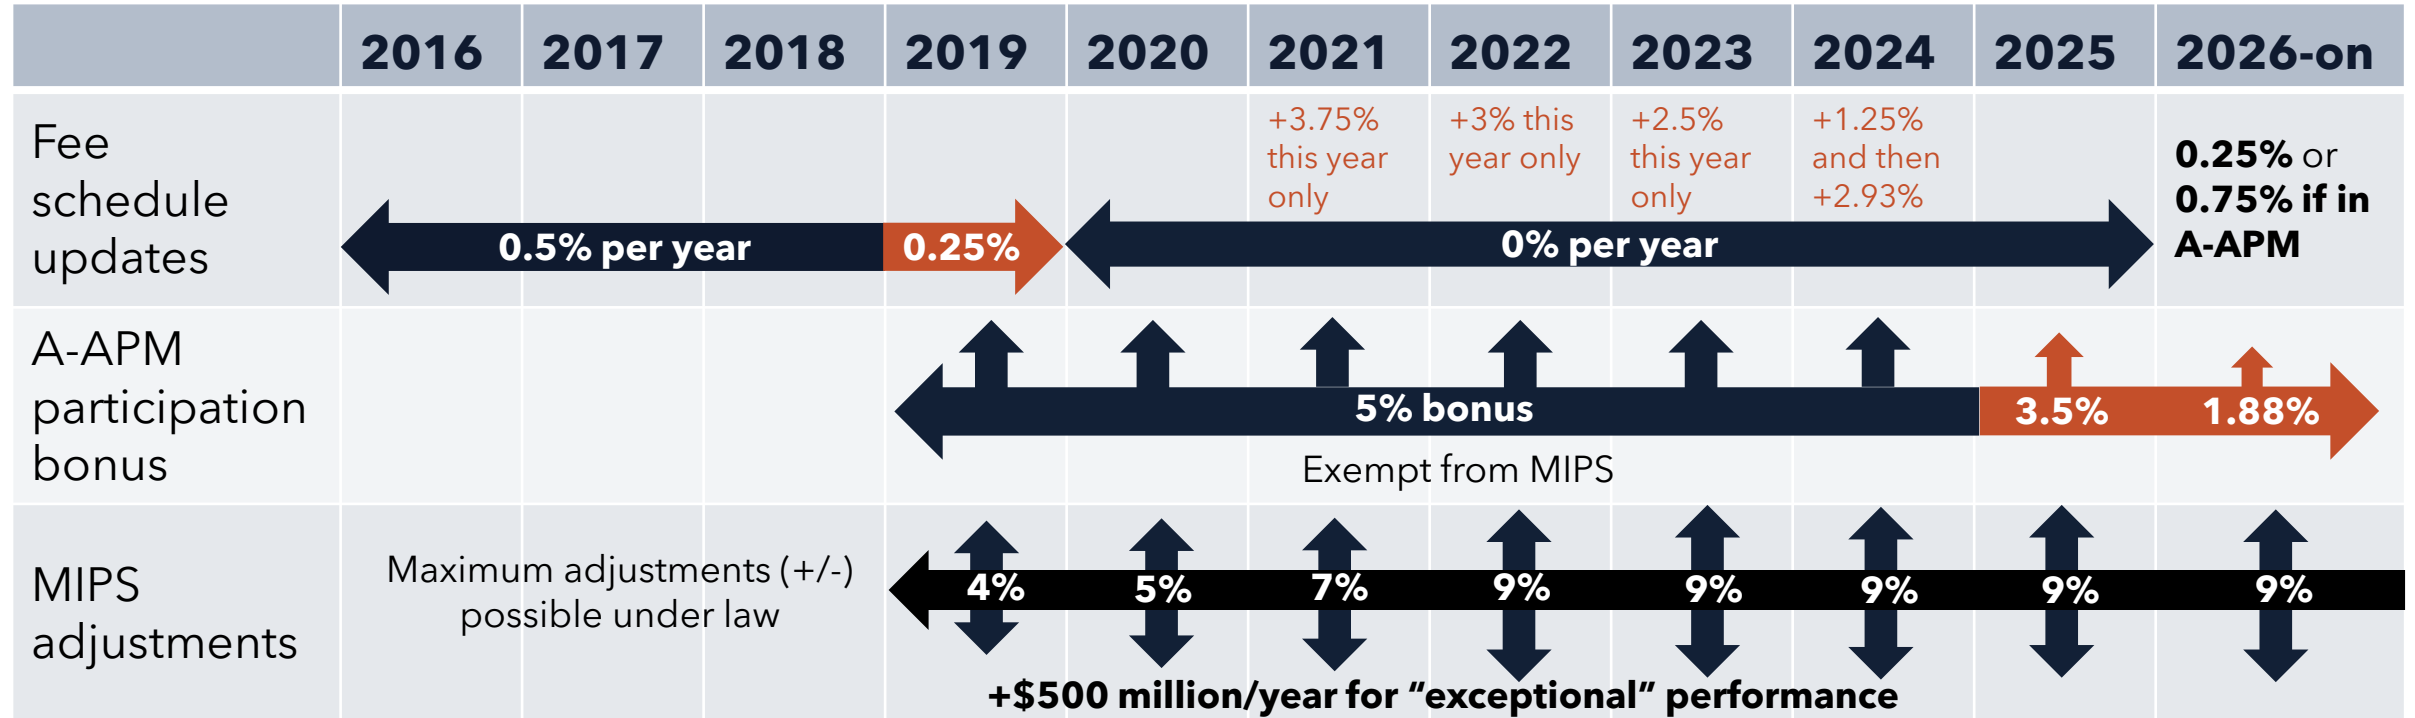 2016 2017 2018 2019 2020 2021 2022 2023 2024 2025 2026-on
Fee
schedule
updates
0.5% per year
0.25%
+3.75%
this year
only
+3% this
year only
+2.5%
this year
only
+1.25%
and then
+2.93%
0% per year
0.25% or
0.75% if in
A-APM
A-APM
participation
bonus
5% bonus
3.5%
1.88%
Exempt from MIPS
MIPS
adjustments
Maximum adjustments (+/-)
possible under law
4% 5% 7% 9% 9% 9% 9% 9%
+$500 million/year for “exceptional” performance